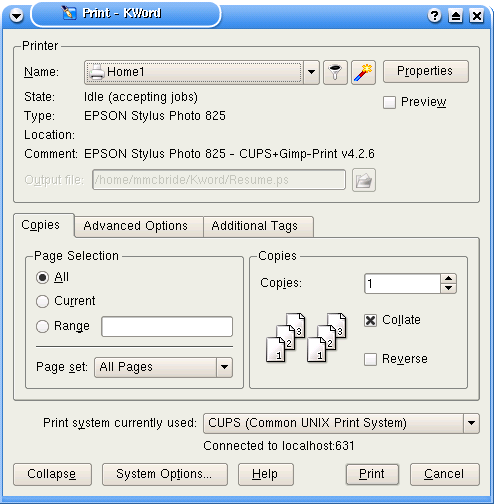 Print - KWord
Printer
Name: Home1 Properties
State: Idle (accepting jobs) Preview
Type: EPSON Stylus Photo 825
Location:
Comment: EPSON Stylus Photo 825 - CUPS+Gimp-Print v4.2.6
Output file: /home/mmcbride/Kword/Resume.ps
Copies Advanced Options Additional Tags
Page Selection Copies
All Copies: 1
Current
Range Collate
3 3
2 2
1 1
Reverse
Page set: All Pages
Print system currently used: CUPS (Common UNIX Print System)
Connected to localhost:631
Collapse System Options... Help Print Cancel